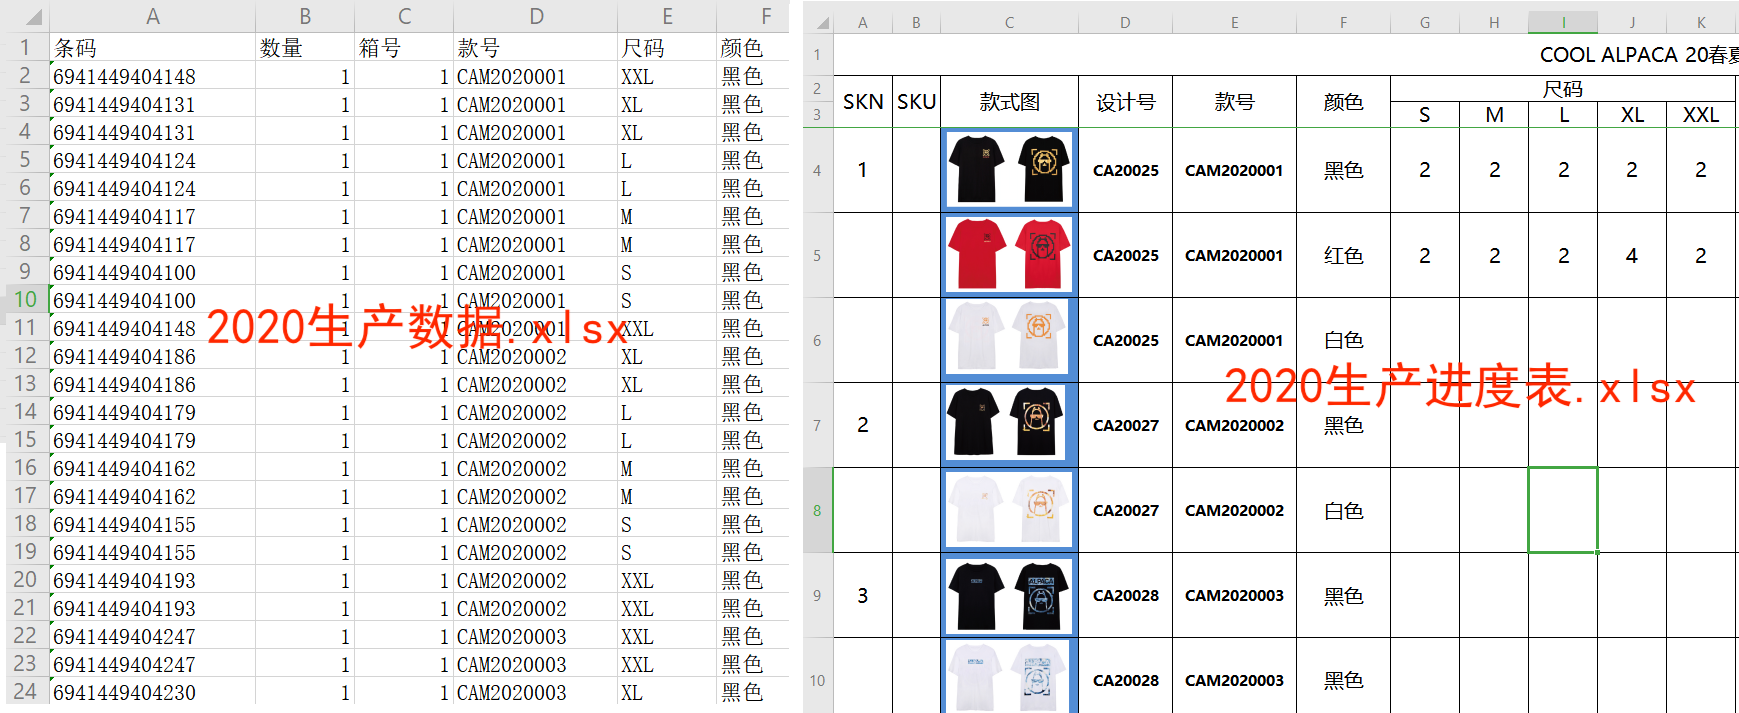 A B C D E F
1 条码 数量 箱号 款号 尺码 颜色
2 6941449404148 1 1 CAM2020001 XXL 黑色
3 6941449404131 1 1 CAM2020001 XL 黑色
4 6941449404131 1 1 CAM2020001 XL 黑色
5 6941449404124 1 1 CAM2020001 L 黑色
6 6941449404124 1 1 CAM2020001 L 黑色
7 6941449404117 1 1 CAM2020001 M 黑色
8 6941449404117 1 1 CAM2020001 M 黑色
9 6941449404100 1 1 CAM2020001 S 黑色
10 6941449404100 1 1 CAM2020001 S 黑色
11 6941449404148 1 1 CAM2020001 XXL 黑色
2020生产数据.xlsx
12 6941449404186 1 1 CAM2020002 XL 黑色
13 6941449404186 1 1 CAM2020002 XL 黑色
14 6941449404179 1 1 CAM2020002 L 黑色
15 6941449404179 1 1 CAM2020002 L 黑色
16 6941449404162 1 1 CAM2020002 M 黑色
17 6941449404162 1 1 CAM2020002 M 黑色
18 6941449404155 1 1 CAM2020002 S 黑色
19 6941449404155 1 1 CAM2020002 S 黑色
20 6941449404193 1 1 CAM2020002 XXL 黑色
21 6941449404193 1 1 CAM2020002 XXL 黑色
22 6941449404247 1 1 CAM2020003 XXL 黑色
23 6941449404247 1 1 CAM2020003 XXL 黑色
24 6941449404230 1 1 CAM2020003 XL 黑色
A B C D E F G H I J K
1 COOL ALPACA 20春夏
2 SKN SKU 款式图 设计号 款号 颜色 尺码
3 S M L XL XXL
4 1 CA20025 CAM2020001 黑色 2 2 2 2 2
5 CA20025 CAM2020001 红色 2 2 2 4 2
6 CA20025 CAM2020001 白色
2020生产进度表.xlsx
7 2 CA20027 CAM2020002 黑色
8 CA20027 CAM2020002 白色
9 3 ALPACA CA20028 CAM2020003 黑色
10 CA20028 CAM2020003 黑色